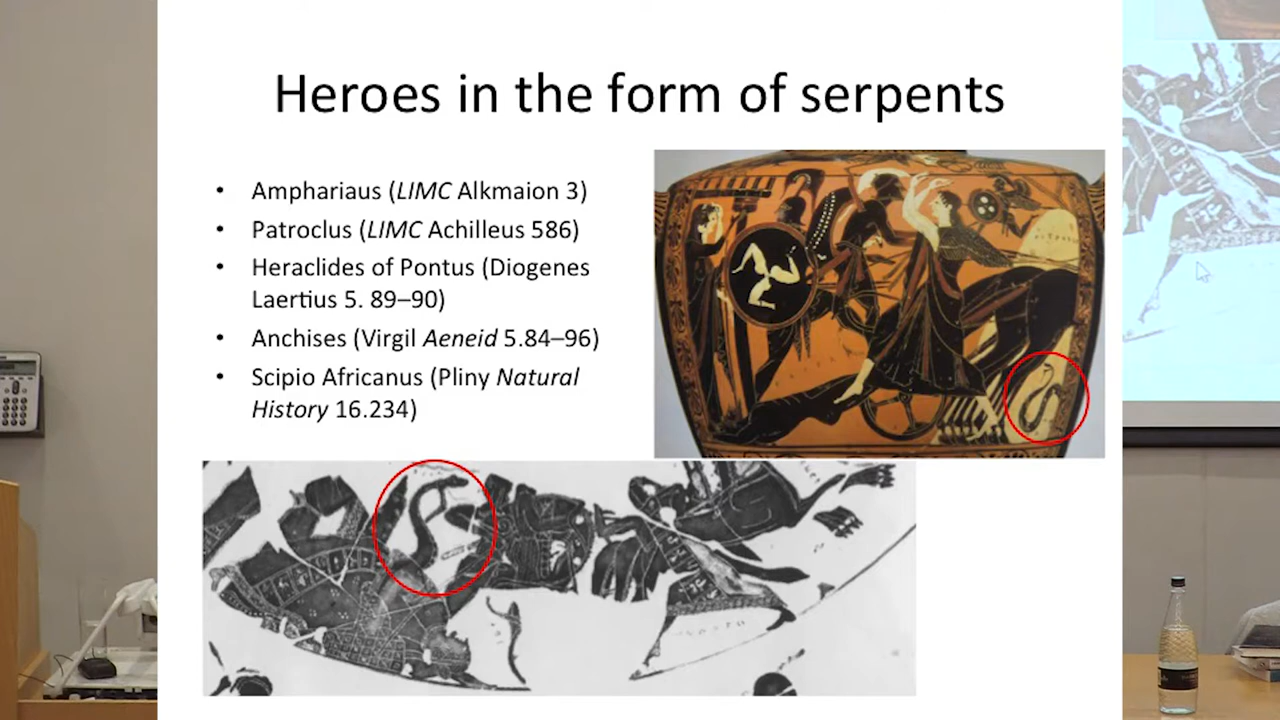 Heroes in the form of serpents
• Amphariaus (LIMC Alkmaion 3)
• Patroclus (LIMC Achilleus 586)
• Heraclides of Pontus (Diogenes
Laertius 5. 89–90)
• Anchises (Virgil Aeneid 5.84–96)
• Scipio Africanus (Pliny Natural
History 16.234)